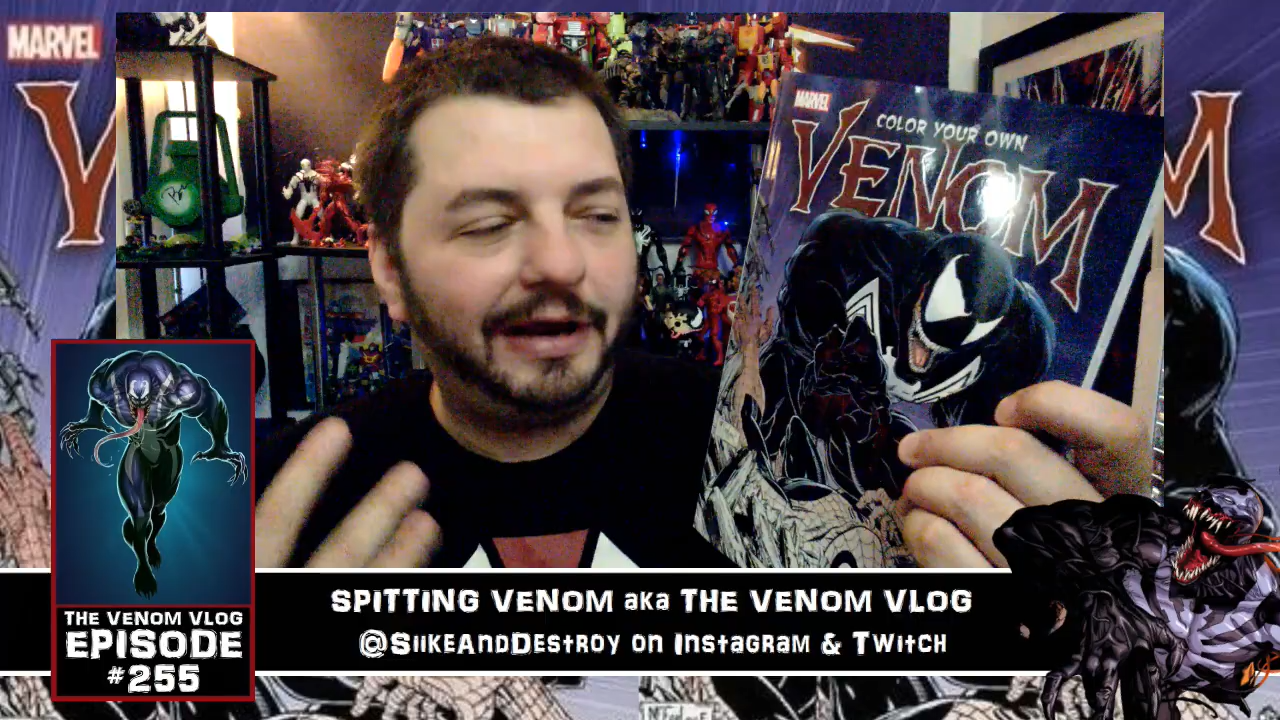 MARVEL
MARVEL
COLOR YOUR OWN
VENOM
SPITTING VENOM aka THE VENOM VLOG
@SiikeAndDestroy on Instagram & Twitch
THE VENOM VLOG
EPISODE
#255